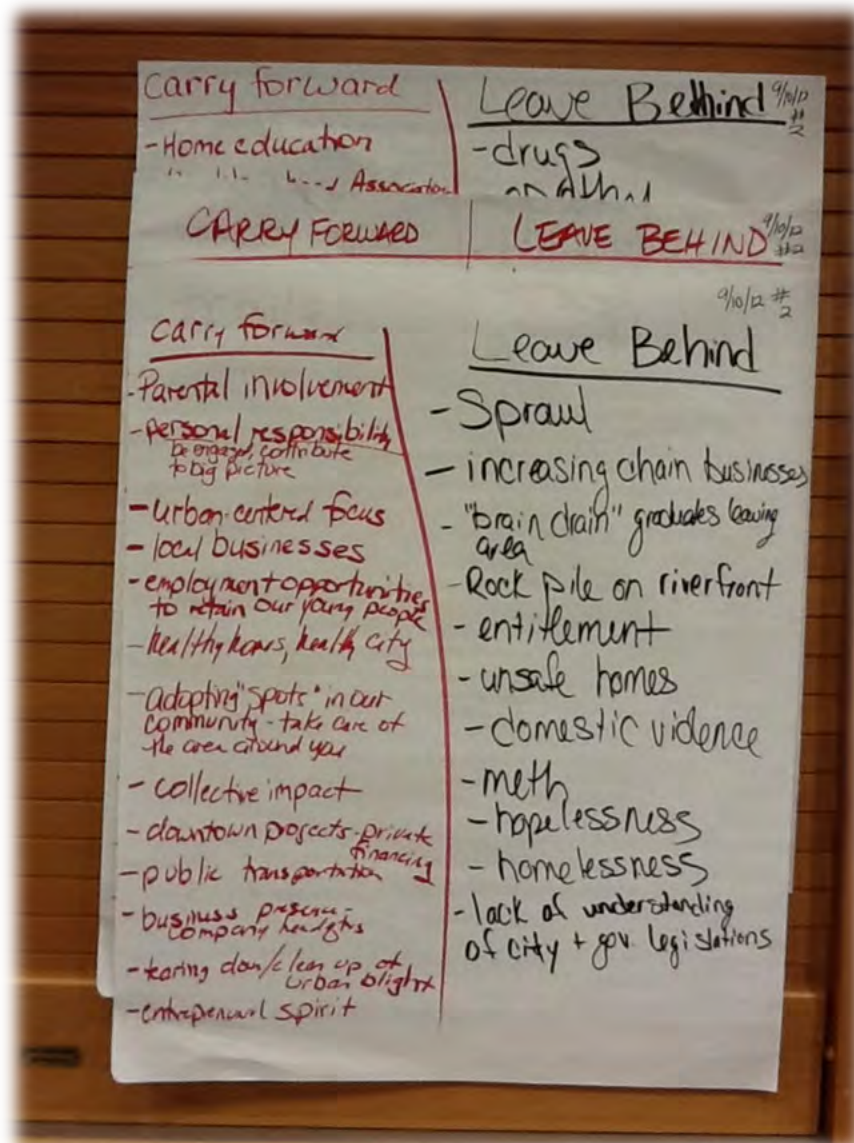 Carry forward
- Home education
Association
Leave Behind
9/10/12
#
2
- drugs
CARRY FORWARD
LEAVE BEHIND
9/10/12
#2
9/10/12 #
2
Carry forward
- Parental involvement
- personal responsibility
be engaged, contribute
to big picture
- urban-centered focus
- local businesses
- employment opportunities
to retain our young people
- healthy homes, healthy city
- adopting "spots" in our
community - take care of
the area around you
- collective impact
- downtown projects - private
financing
- public transportation
- business presence -
company headqtrs
- tearing down/clean up of
urban blight
- spirit
Leave Behind
- Sprawl
- increasing chain businesses
- "brain drain" graduates leaving
area
- Rock pile on riverfront
- entitlement
- unsafe homes
- domestic violence
- meth
- hopelessness
- homelessness
- lack of understanding
of city + gov. legislations